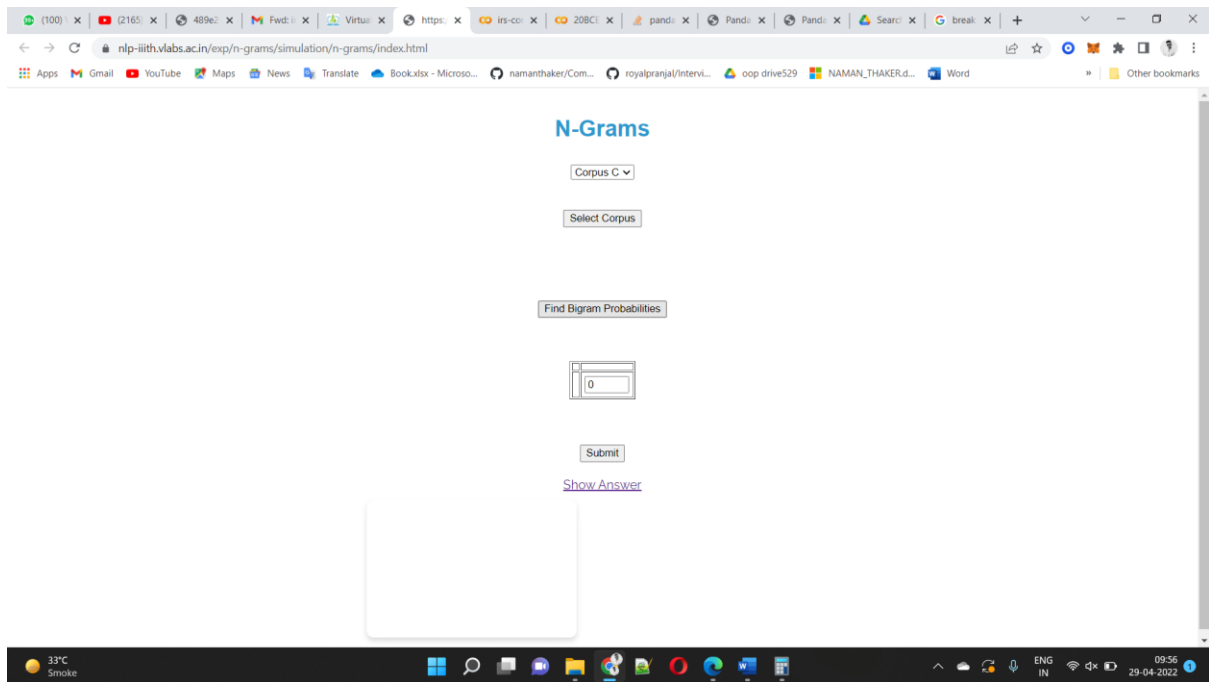 (100) \ (2165 489e2 Fwd: i Virtua https: irs-cor 20BCE panda Panda Panda Search break
nlp-iiith.vlabs.ac.in/exp/n-grams/simulation/n-grams/index.html
Apps Gmail YouTube Maps News Translate Book.xlsx - Microso... namanthaker/Com... royalpranjal/Intervi... oop drive529 NAMAN_THAKER.d... Word » Other bookmarks
N-Grams
Corpus C
Select Corpus
Find Bigram Probabilities
0
Submit
Show Answer
33°C
Smoke
ENG
IN
09:56
29-04-2022
1